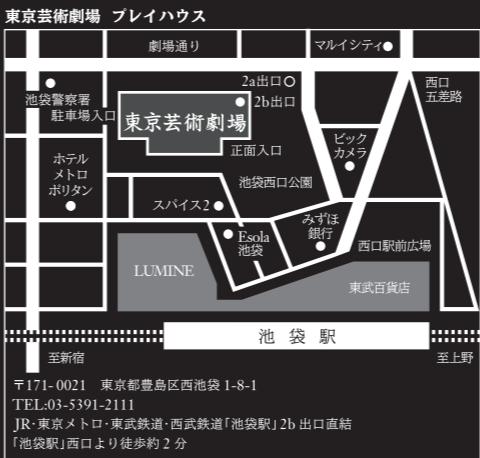 東京芸術劇場 プレイハウス
劇場通り
マルイシティ
2a出口
2b出口
西口
五差路
池袋警察署
駐車場入口
東京芸術劇場
正面入口
ビック
カメラ
ホテル
メトロ
ポリタン
池袋西口公園
スパイス2
みずほ
銀行
Esola
池袋
西口駅前広場
LUMINE
東武百貨店
池袋駅
至新宿
至上野
〒171-0021 東京都豊島区西池袋1-8-1
TEL:03-5391-2111
JR・東京メトロ・東武鉄道・西武鉄道「池袋駅」2b出口直結
「池袋駅」西口より徒歩約2分